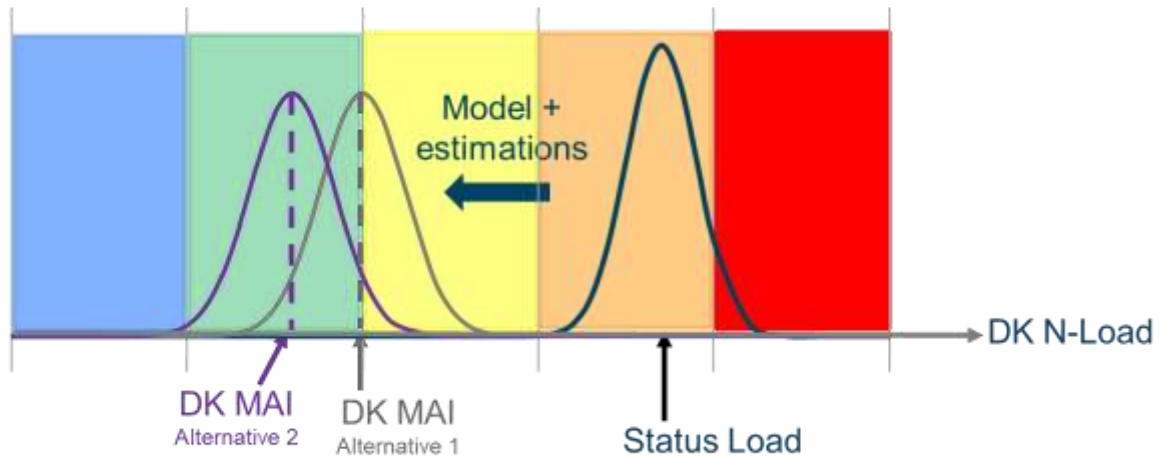 Model +
estimations
DK N-Load
DK MAI
Alternative 2
DK MAI
Alternative 1
Status Load